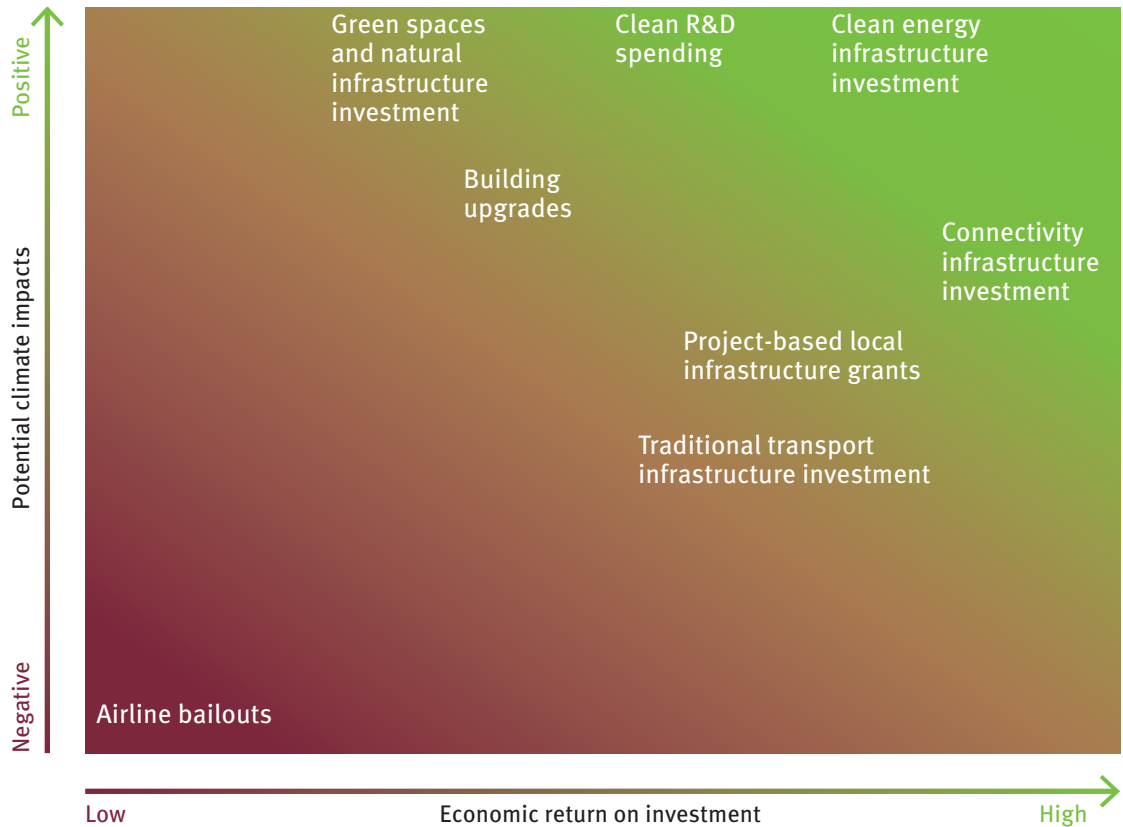 Positive
Potential climate impacts
Negative
Green spaces
and natural
infrastructure
investment
Clean R&D
spending
Clean energy
infrastructure
investment
Building
upgrades
Connectivity
infrastructure
investment
Project-based local
infrastructure grants
Traditional transport
infrastructure investment
Airline bailouts
Low
Economic return on investment
High